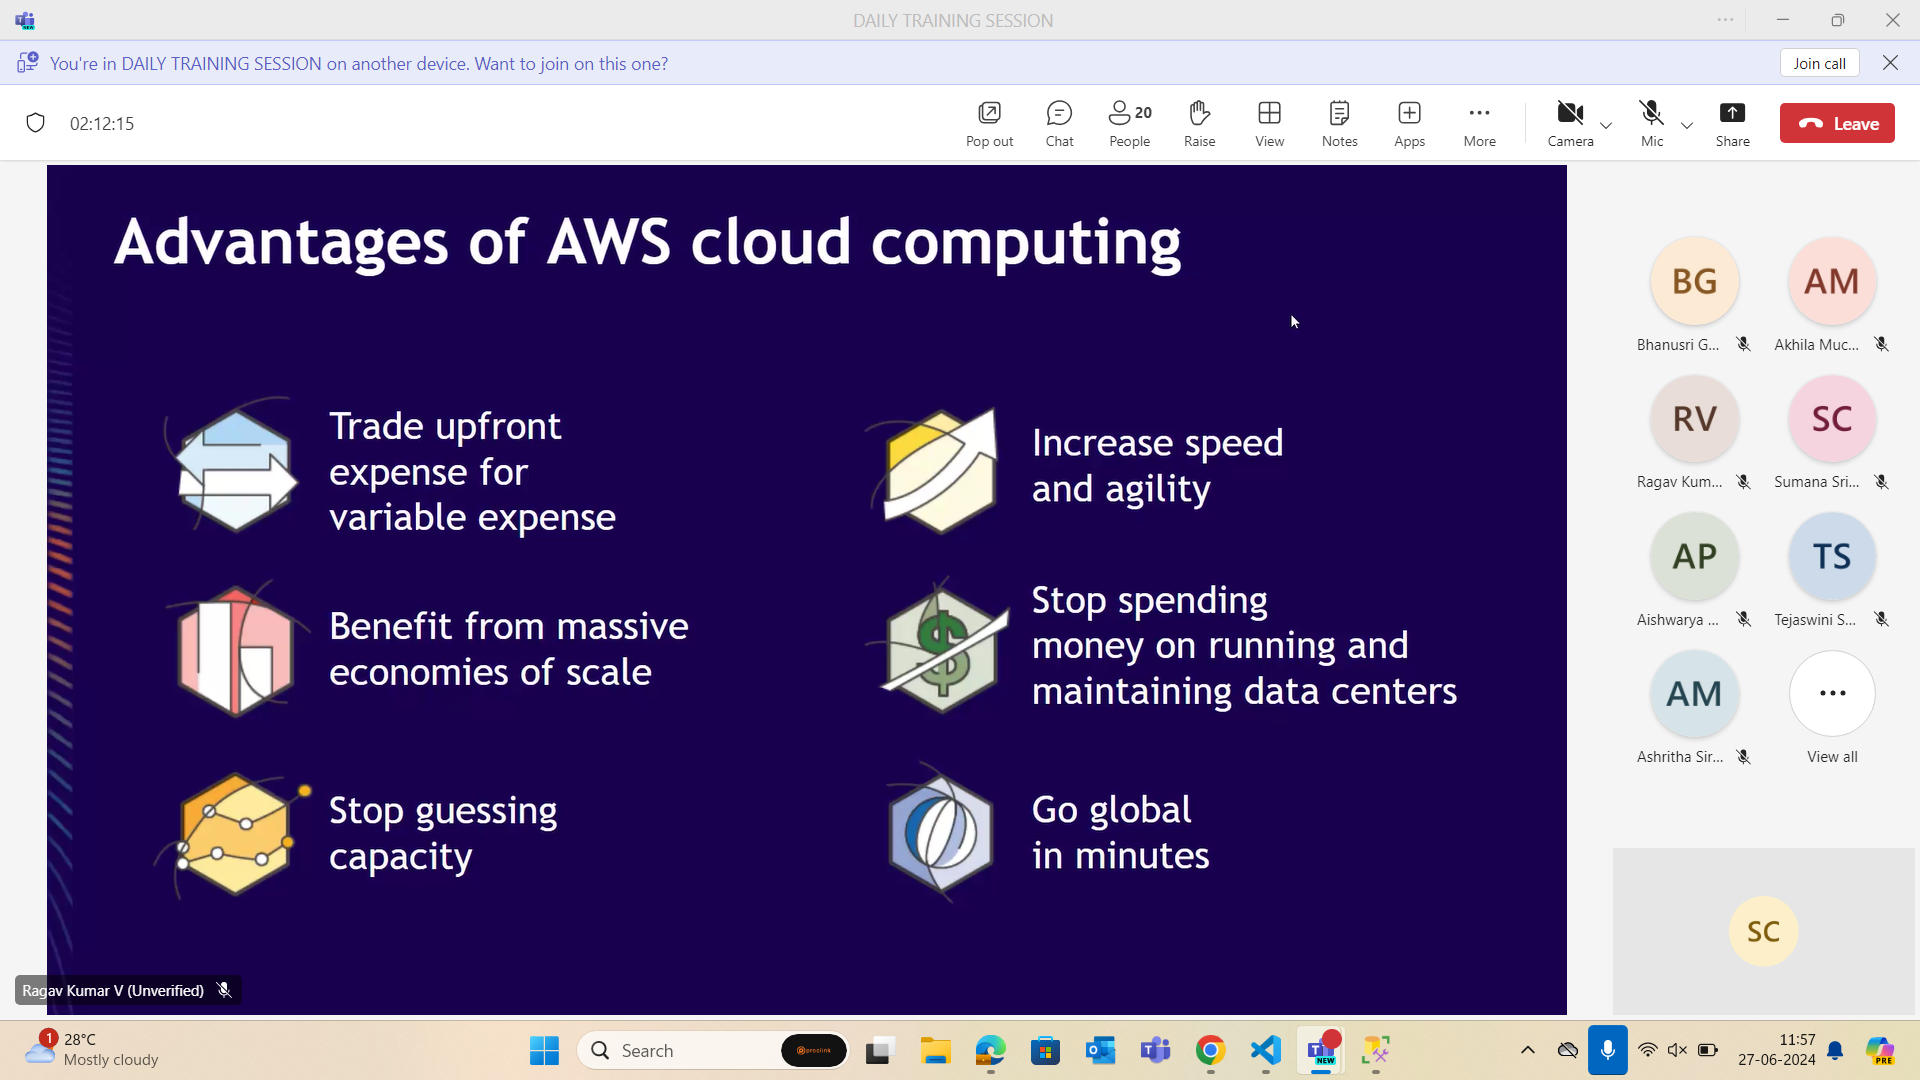 DAILY TRAINING SESSION
You're in DAILY TRAINING SESSION on another device. Want to join on this one?
Join call
02:12:15
Pop out
Chat
20
People
Raise
View
Notes
Apps
More
Camera
Mic
Share
Leave
Advantages of AWS cloud computing
Trade upfront
expense for
variable expense
Increase speed
and agility
Benefit from massive
economies of scale
Stop spending
money on running and
maintaining data centers
Stop guessing
capacity
Go global
in minutes
BG
Bhanusri G...
AM
Akhila Muc...
RV
Ragav Kum...
SC
Sumana Sri...
AP
Aishwarya ...
TS
Tejaswini S...
AM
Ashritha Sir...
View all
SC
Ragav Kumar V (Unverified)
1
28°C
Mostly cloudy
Search
proclink
NEW
11:57
27-06-2024
PRE